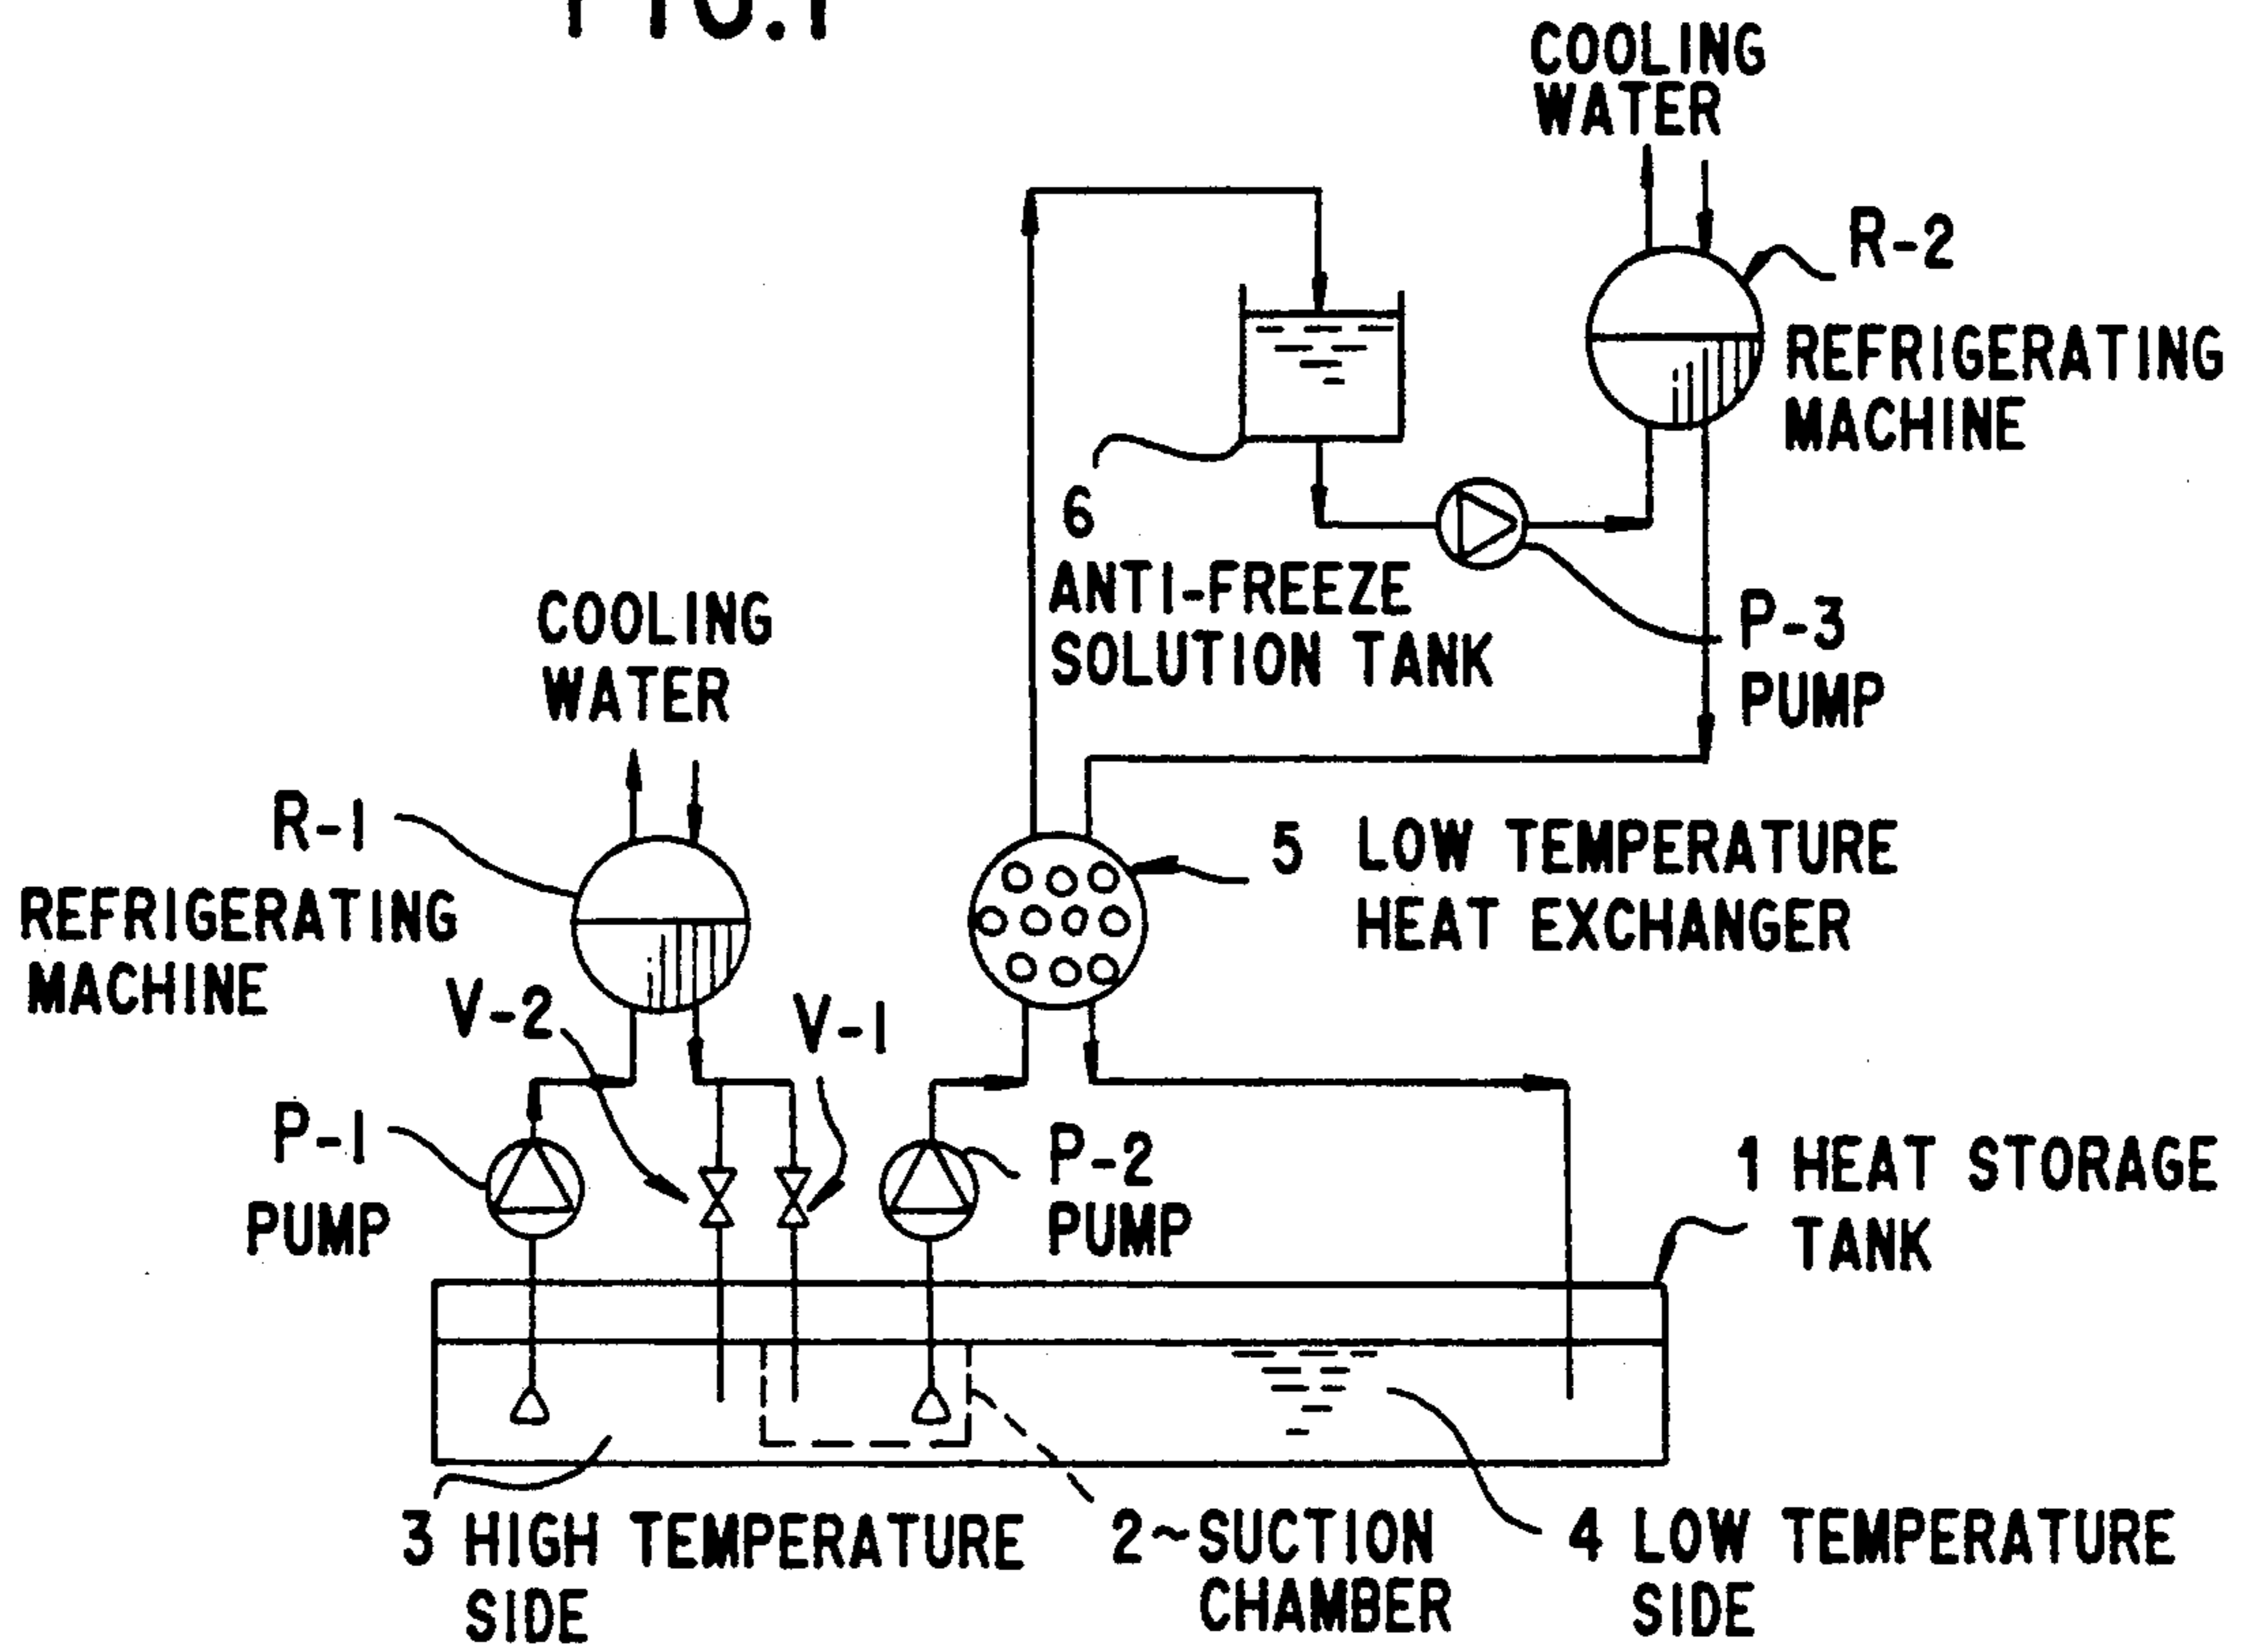 FIG.1
COOLING
WATER
R-2
REFRIGERATING
MACHINE
6
ANTI-FREEZE
SOLUTION TANK
P-3
PUMP
COOLING
WATER
R-1
REFRIGERATING
MACHINE
5 LOW TEMPERATURE
HEAT EXCHANGER
V-2
V-1
P-1
PUMP
P-2
PUMP
1 HEAT STORAGE
TANK
3 HIGH TEMPERATURE
SIDE
2~SUCTION
CHAMBER
4 LOW TEMPERATURE
SIDE